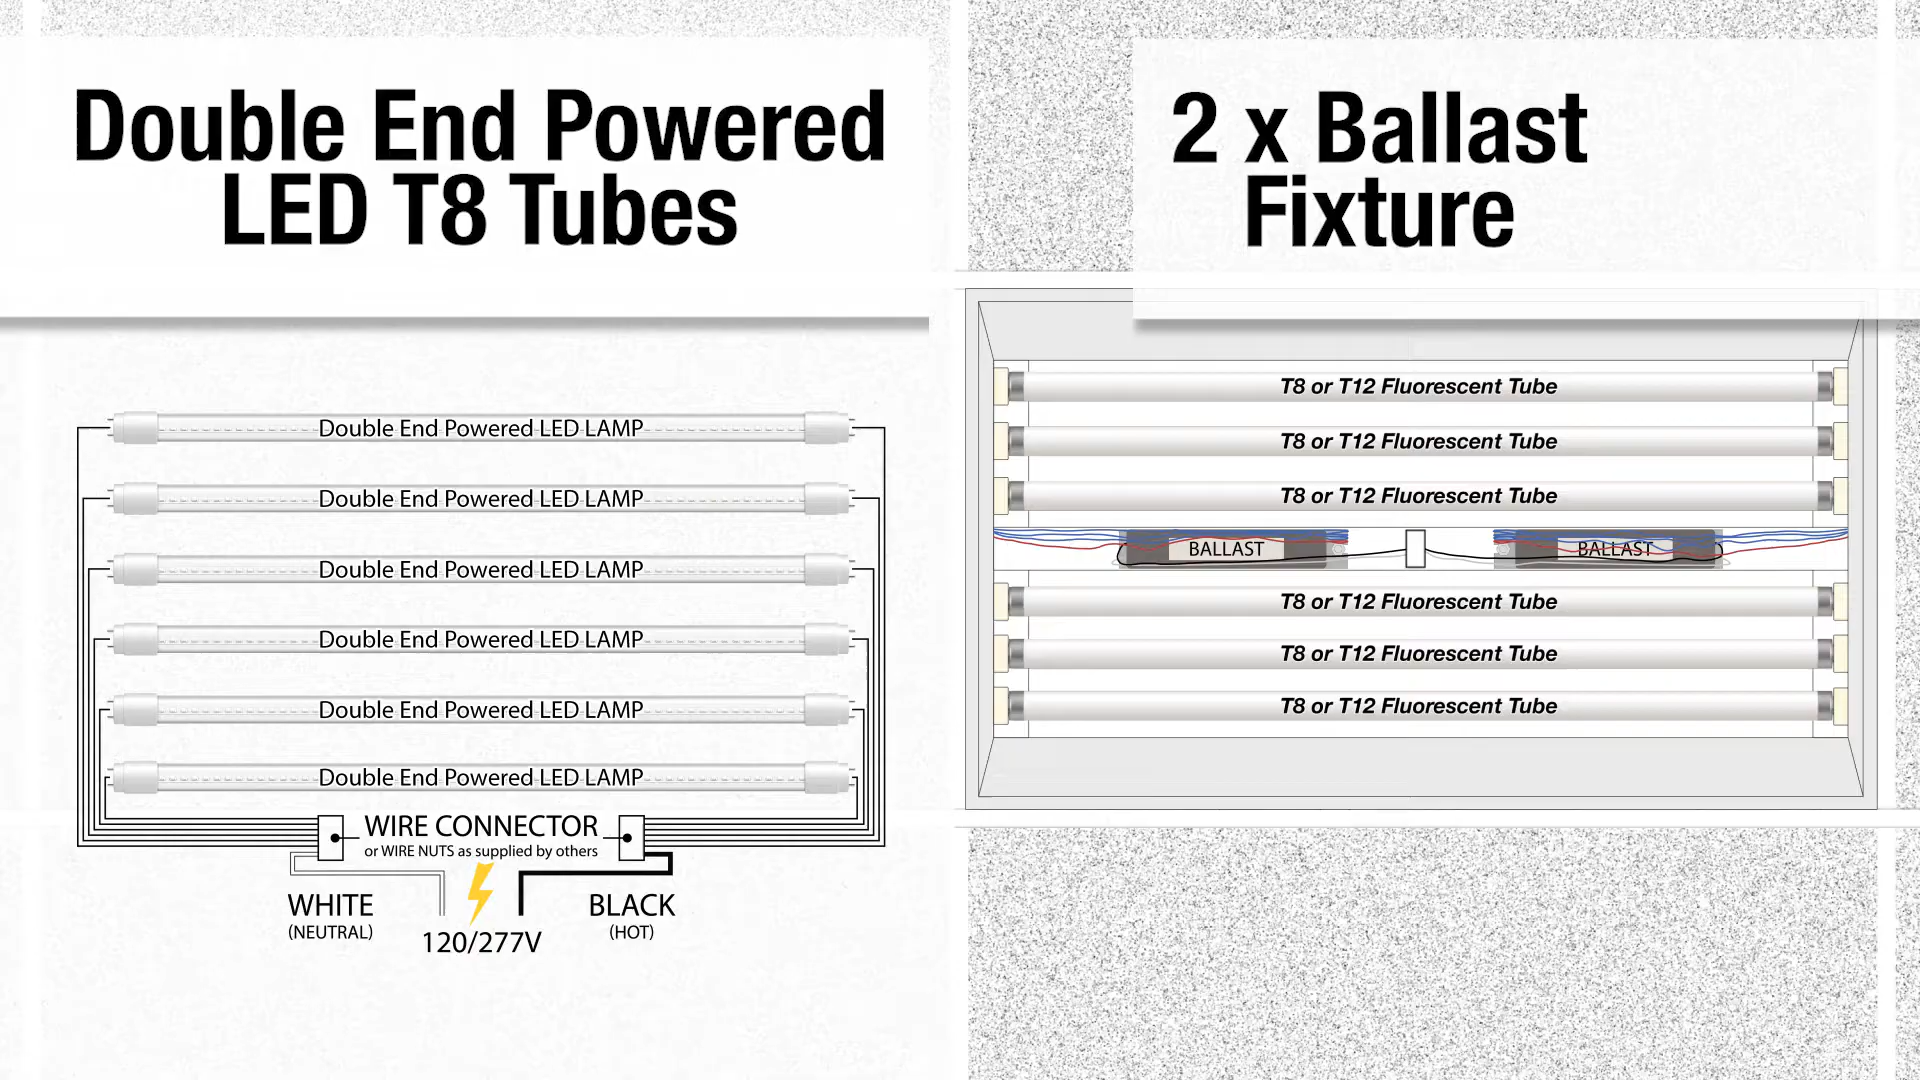 Double End Powered
LED T8 Tubes
Double End Powered LED LAMP
Double End Powered LED LAMP
Double End Powered LED LAMP
Double End Powered LED LAMP
Double End Powered LED LAMP
Double End Powered LED LAMP
WIRE CONNECTOR
or WIRE NUTS as supplied by others
WHITE
(NEUTRAL)
120/277V
BLACK
(HOT)
2 x Ballast
Fixture
T8 or T12 Fluorescent Tube
T8 or T12 Fluorescent Tube
T8 or T12 Fluorescent Tube
BALLAST
BALLAST
T8 or T12 Fluorescent Tube
T8 or T12 Fluorescent Tube
T8 or T12 Fluorescent Tube